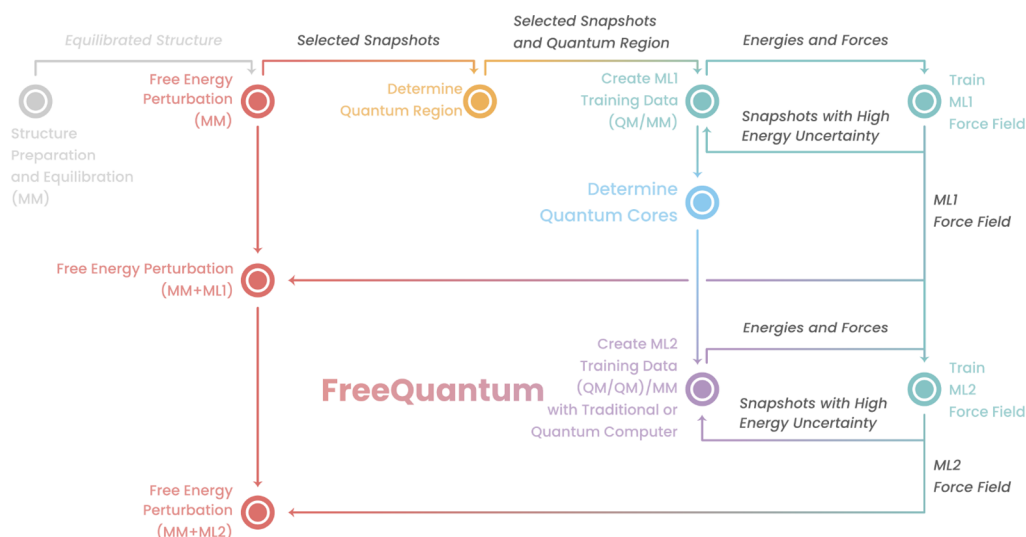 Equilibrated Structure
Selected Snapshots
Selected Snapshots
and Quantum Region
Energies and Forces
Structure
Preparation
and Equilibration
(MM)
Free Energy
Perturbation
(MM)
Determine
Quantum Region
Create ML1
Training Data
(QM/MM)
Snapshots with High
Energy Uncertainty
Train
ML1
Force Field
Determine
Quantum Cores
ML1
Force Field
Free Energy Perturbation
(MM+ML1)
Energies and Forces
FreeQuantum
Create ML2
Training Data
(QM/QM)/MM
with Traditional or
Quantum Computer
Snapshots with High
Energy Uncertainty
Train
ML2
Force Field
ML2
Force Field
Free Energy
Perturbation
(MM+ML2)